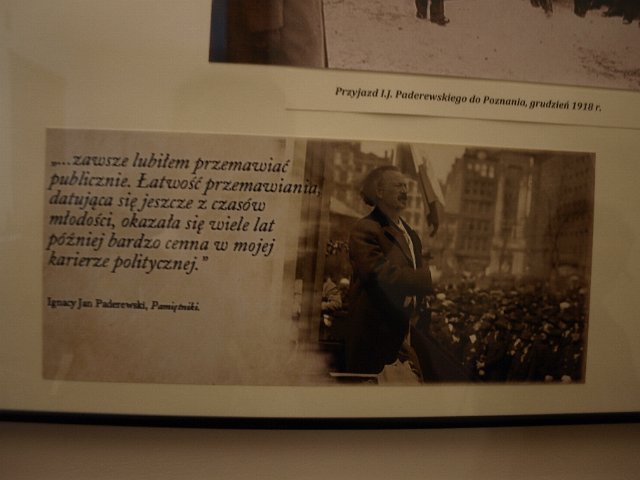 Przyjazd I.J. Paderewskiego do Poznania, grudzień 1918 r.
„...zawsze lubiłem przemawiać
publicznie. Łatwość przemawiania,
datująca się jeszcze z czasów
młodości, okazała się wiele lat
później bardzo cenna w mojej
karierze politycznej.”
Ignacy Jan Paderewski, Pamiętniki.